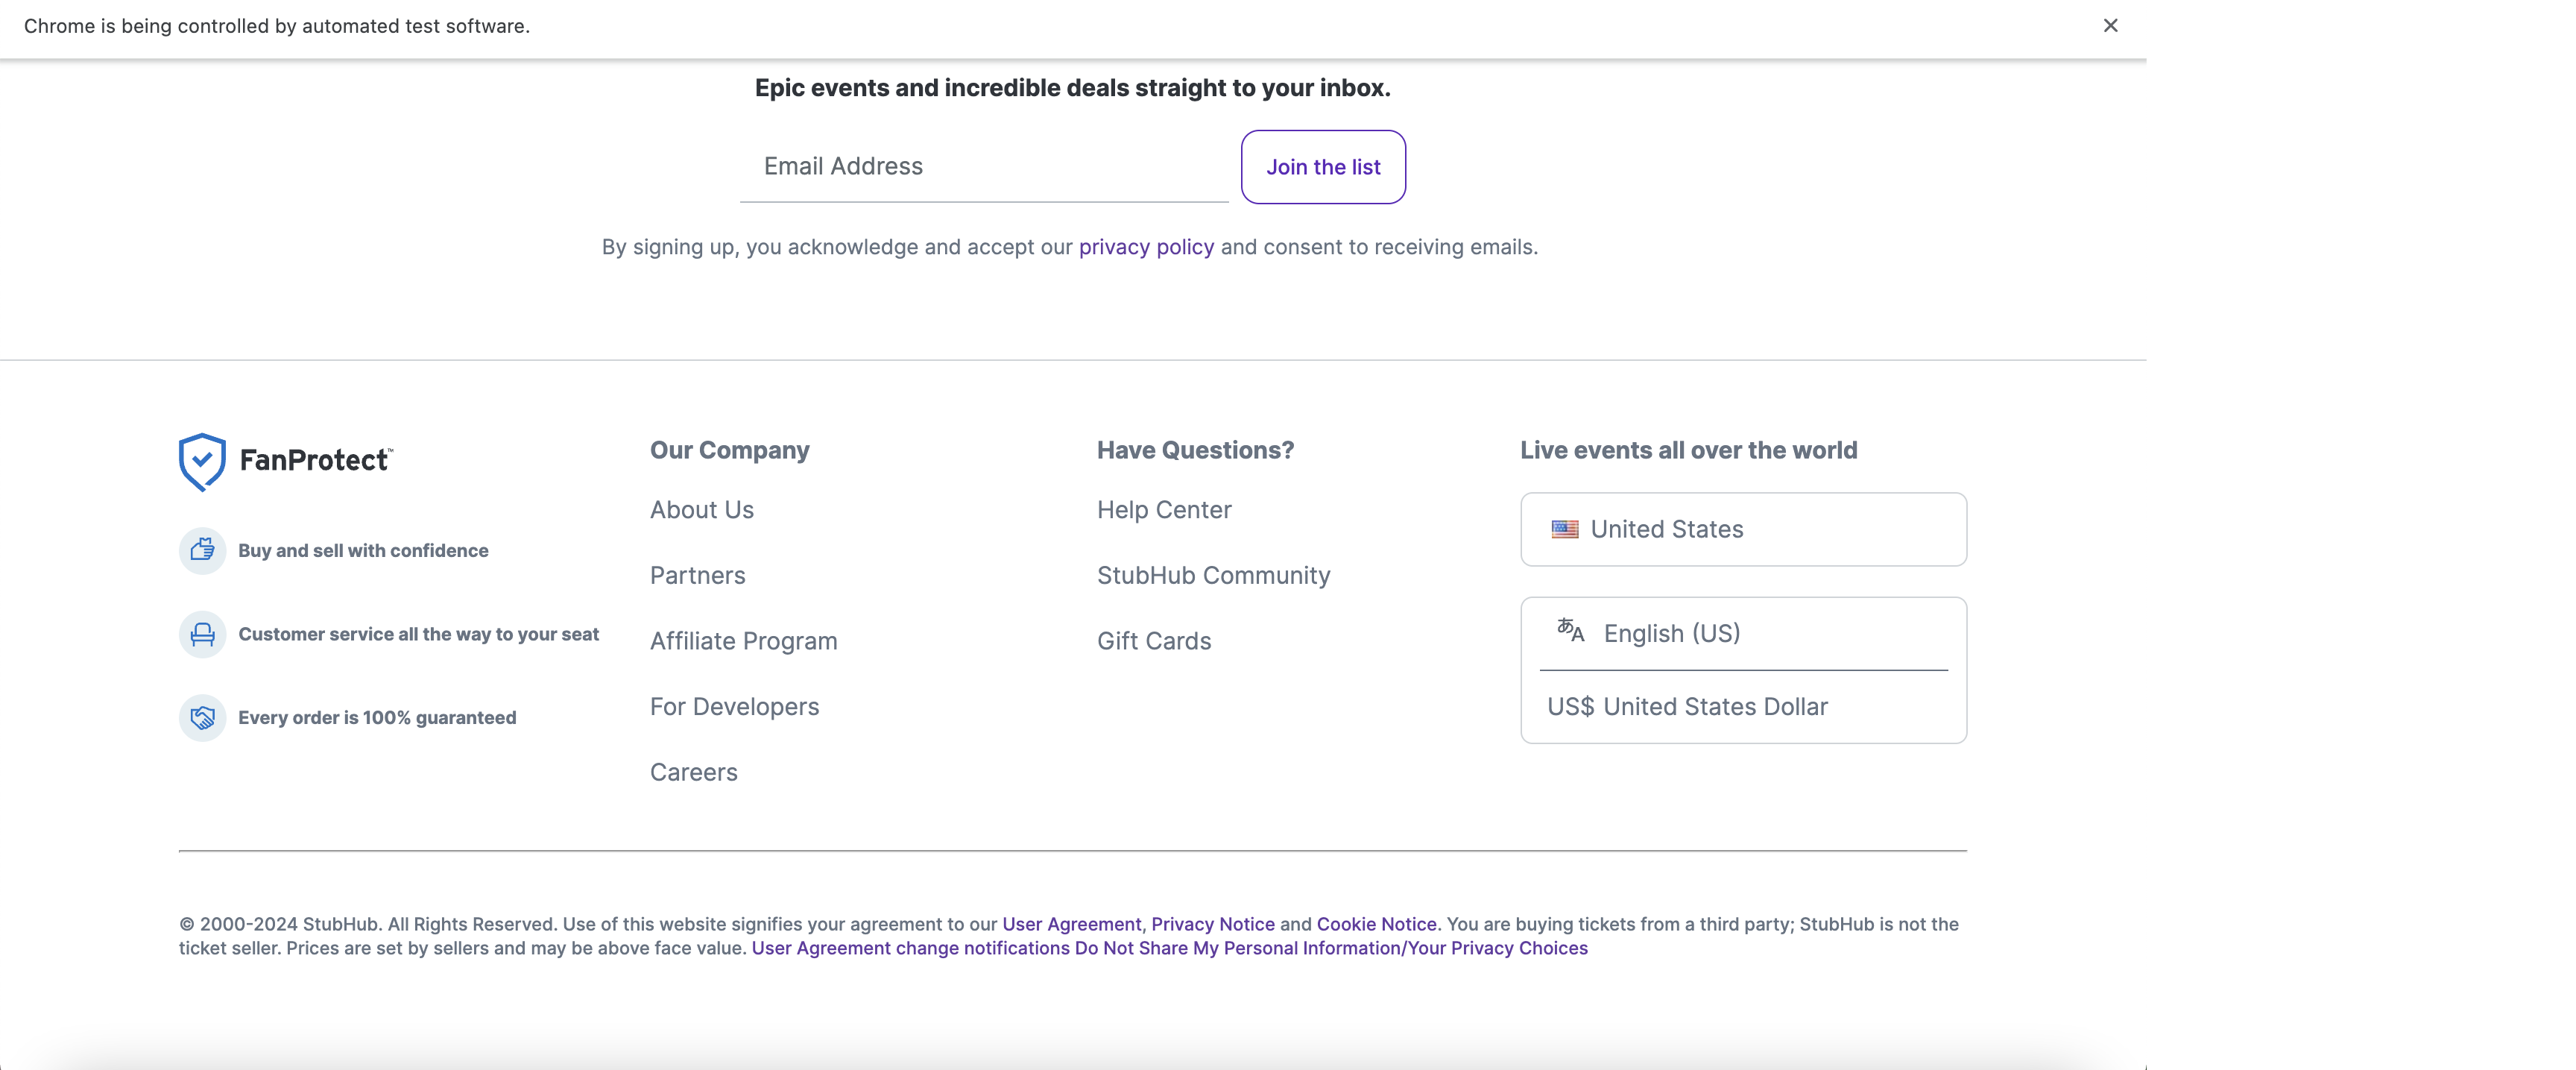 Chrome is being controlled by automated test software.
Epic events and incredible deals straight to your inbox.
Email Address
Join the list
By signing up, you acknowledge and accept our privacy policy and consent to receiving emails.
FanProtect™
Buy and sell with confidence
Customer service all the way to your seat
Every order is 100% guaranteed
Our Company
About Us
Partners
Affiliate Program
For Developers
Careers
Have Questions?
Help Center
StubHub Community
Gift Cards
Live events all over the world
United States
あA English (US)
US$ United States Dollar
© 2000-2024 StubHub. All Rights Reserved. Use of this website signifies your agreement to our User Agreement, Privacy Notice and Cookie Notice. You are buying tickets from a third party; StubHub is not the
ticket seller. Prices are set by sellers and may be above face value. User Agreement change notifications Do Not Share My Personal Information/Your Privacy Choices